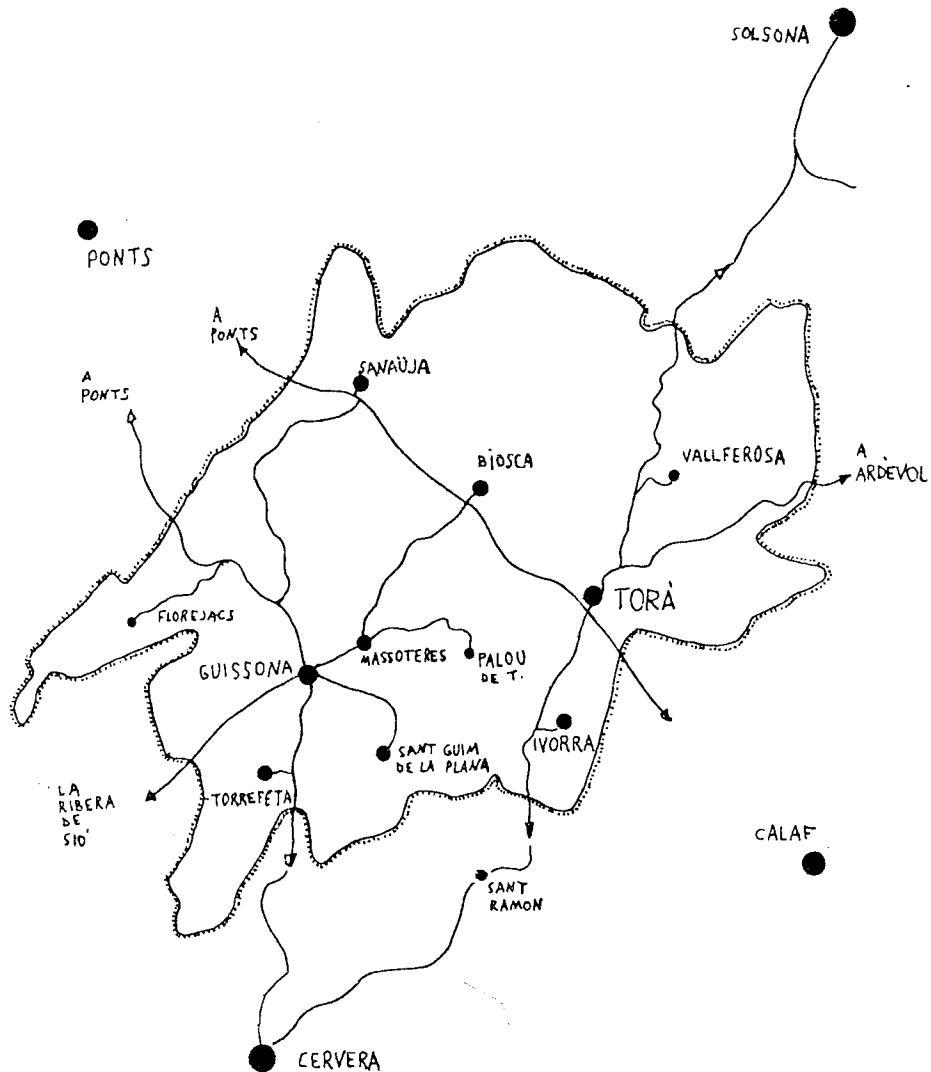 SOLSONA
PONTS
A
PONTS
SANAÜJA
A
PONTS
BIOSCA
VALLFEROSA
A
ARDÈVOL
TORÀ
FLOREJACS
MASSOTERES
PALOU
DE T.
GUISSONA
IVORRA
SANT GUIM
DE LA PLANA
LA
RIBERA
DE
SIÓ
TORREFETA
CALAF
SANT
RAMON
CERVERA